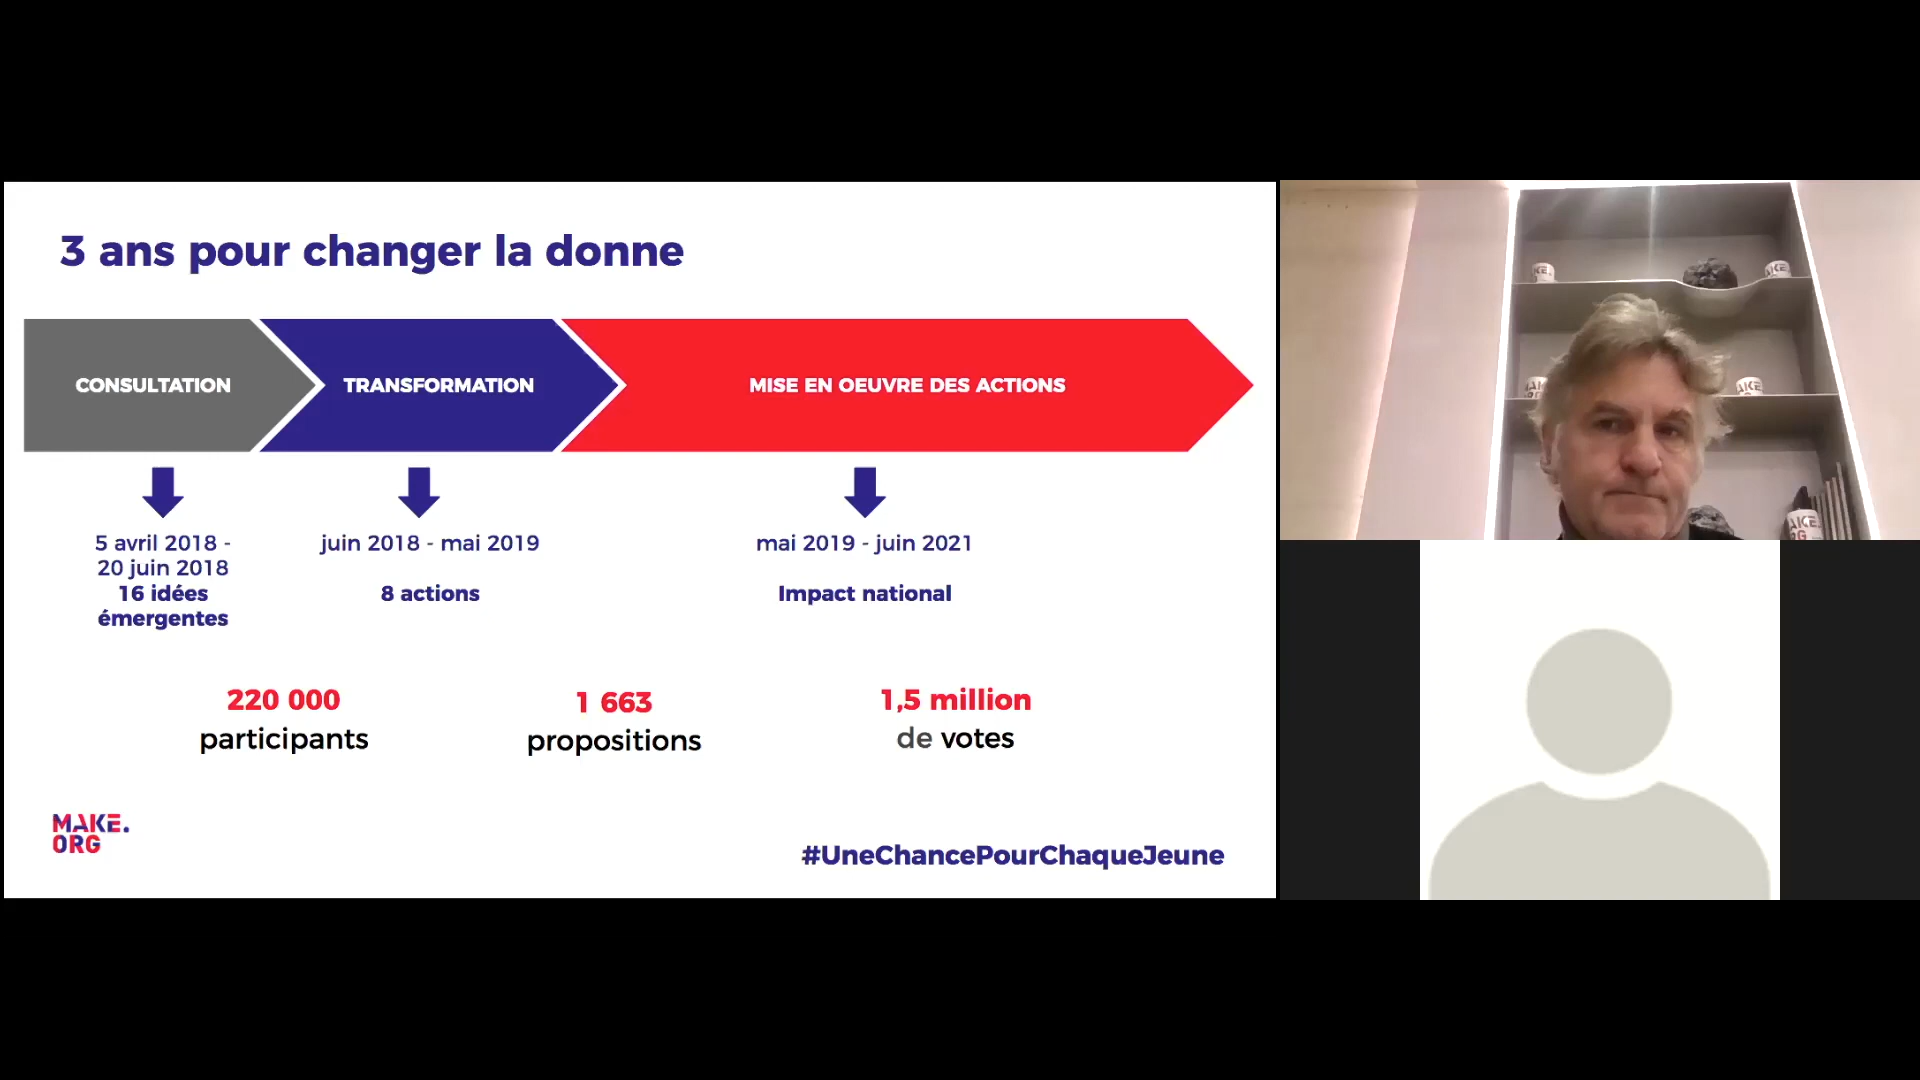 3 ans pour changer la donne
CONSULTATION
TRANSFORMATION
MISE EN OEUVRE DES ACTIONS
5 avril 2018 -
20 juin 2018
16 idées
émergentes
juin 2018 - mai 2019
8 actions
mai 2019 - juin 2021
Impact national
220 000
participants
1 663
propositions
1,5 million
de votes
MAKE.
ORG
#UneChancePourChaqueJeune